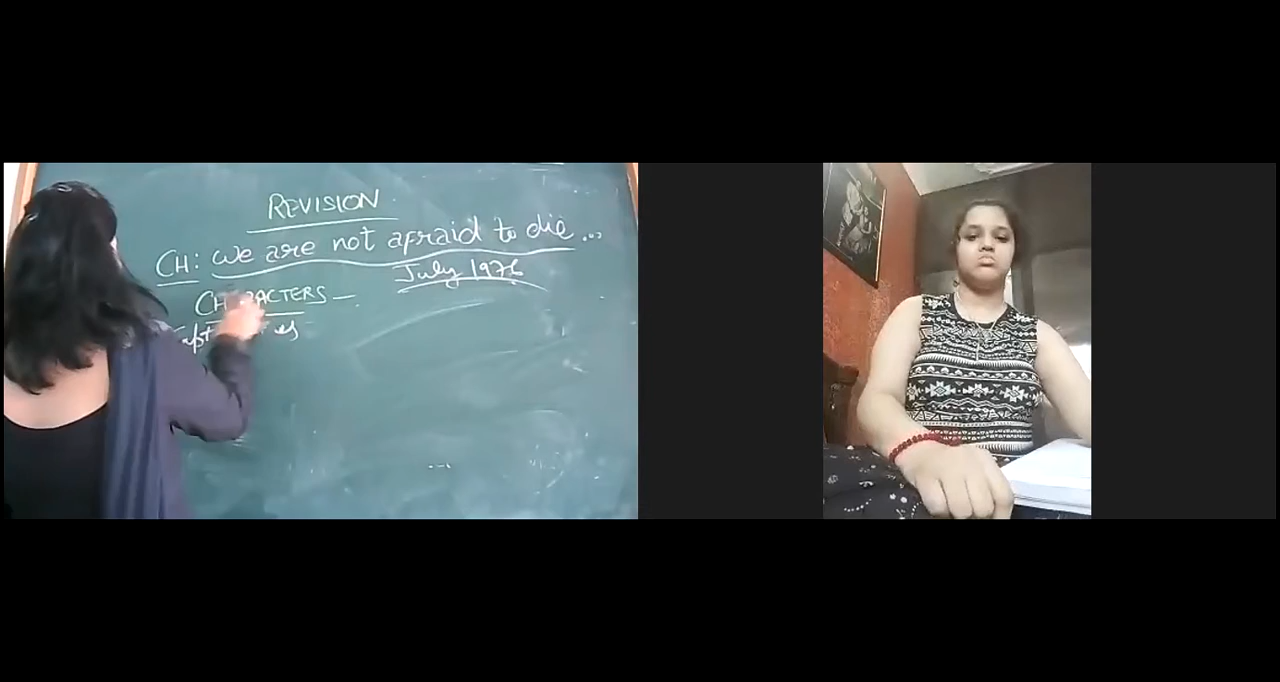 REVISION
CH: We are not afraid to die...
July 1976
CHARACTERS -